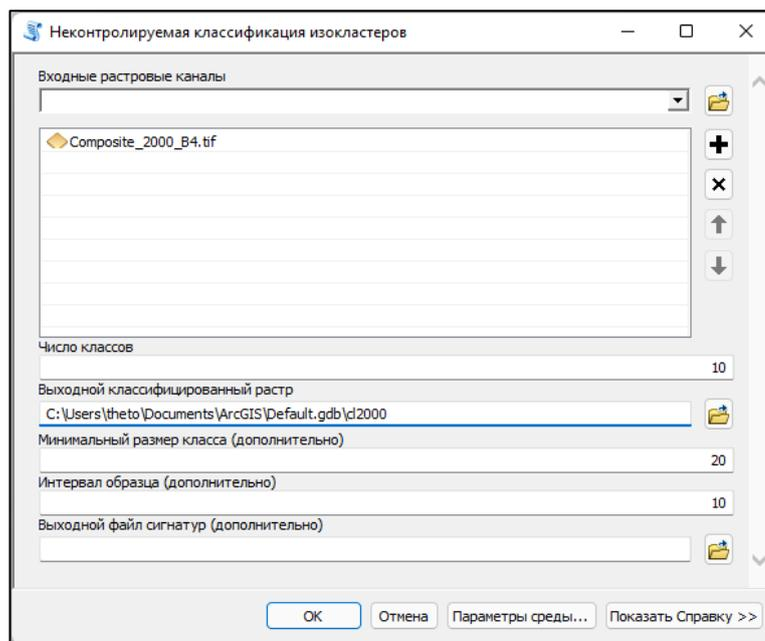 Неконтролируемая классификация изокластеров
Входные растровые каналы
Composite_2000_B4.tif
Число классов
10
Выходной классифицированный растр
C:\Users\theto\Documents\ArcGIS\Default.gdb\cl2000
Минимальный размер класса (дополнительно)
20
Интервал образца (дополнительно)
10
Выходной файл сигнатур (дополнительно)
OK Отмена Параметры среды... Показать Справку >>